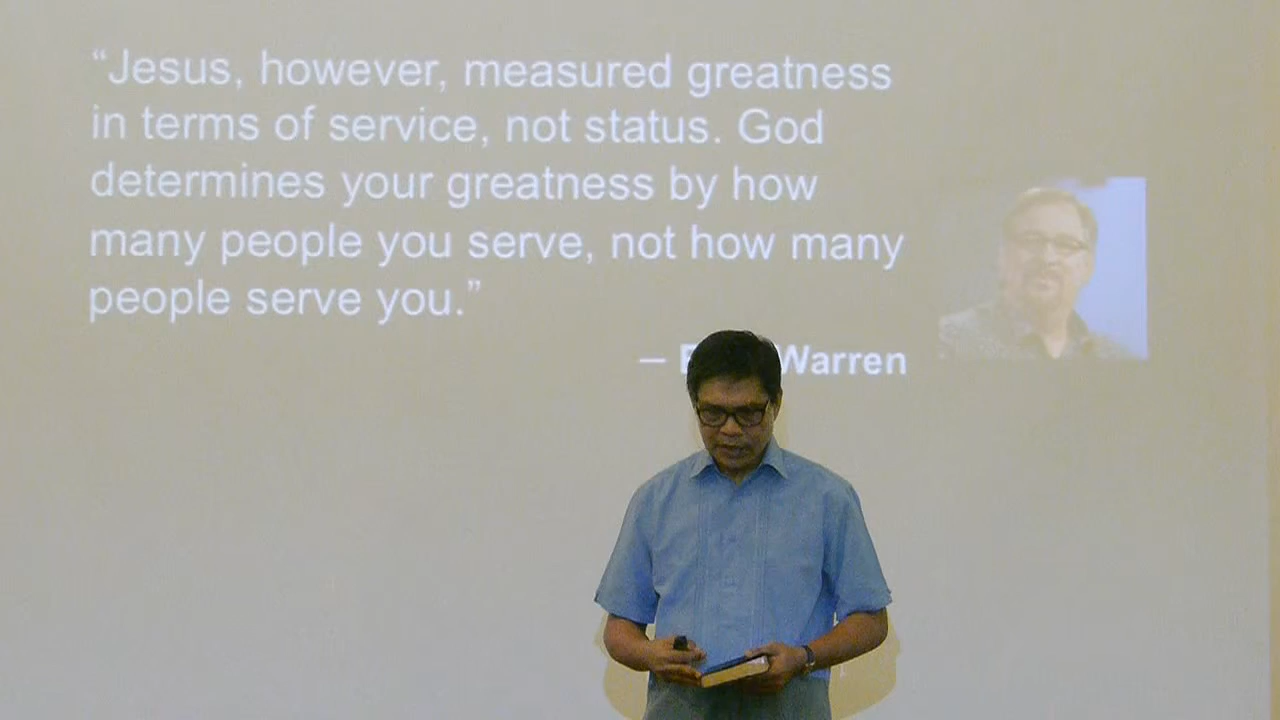 “Jesus, however, measured greatness
in terms of service, not status. God
determines your greatness by how
many people you serve, not how many
people serve you.”
— Warren